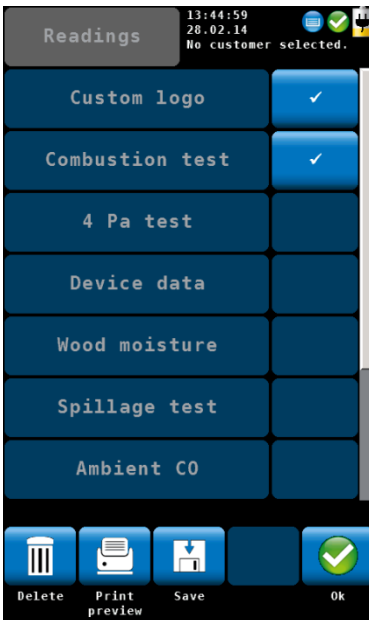 Readings
13:44:59
28.02.14
No customer selected.
Custom logo
Combustion test
4 Pa test
Device data
Wood moisture
Spillage test
Ambient CO
Delete
Print
preview
Save
Ok